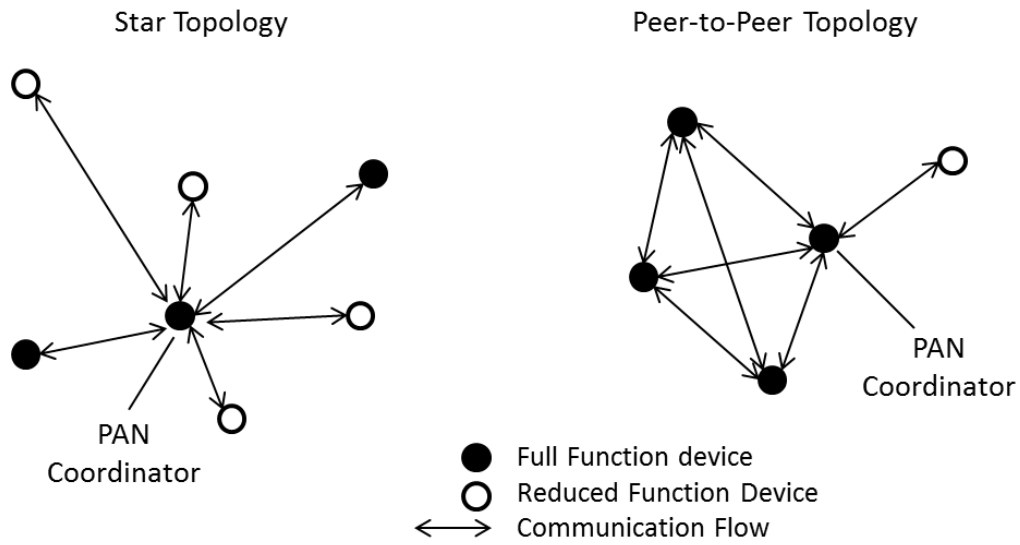 Star Topology
Peer-to-Peer Topology
PAN
Coordinator
PAN
Coordinator
Full Function device
Reduced Function Device
Communication Flow